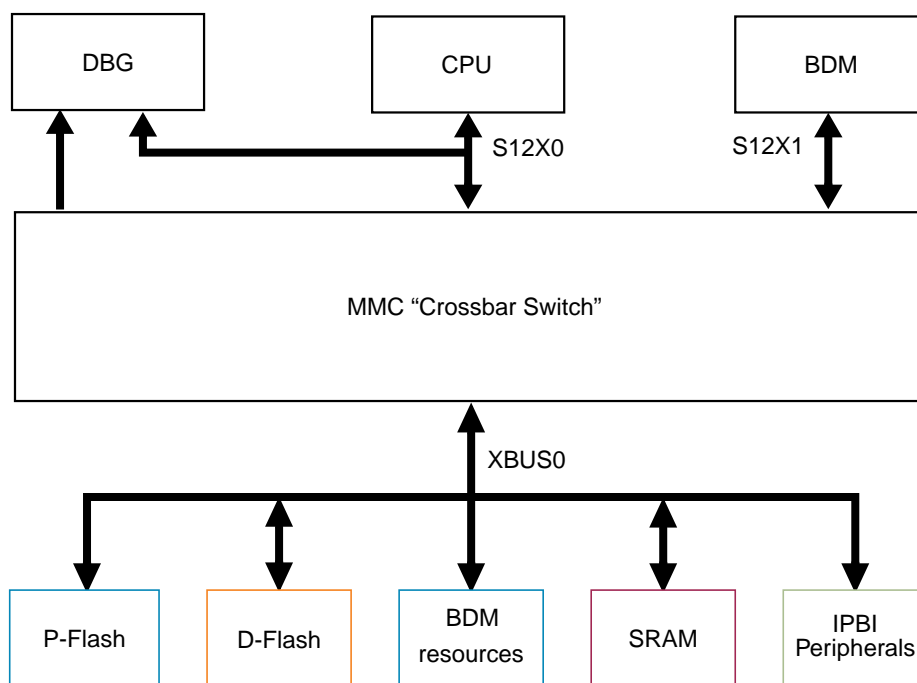 DBG
CPU
BDM
S12X0
S12X1
MMC “Crossbar Switch”
XBUS0
P-Flash
D-Flash
BDM
resources
SRAM
IPBI
Peripherals